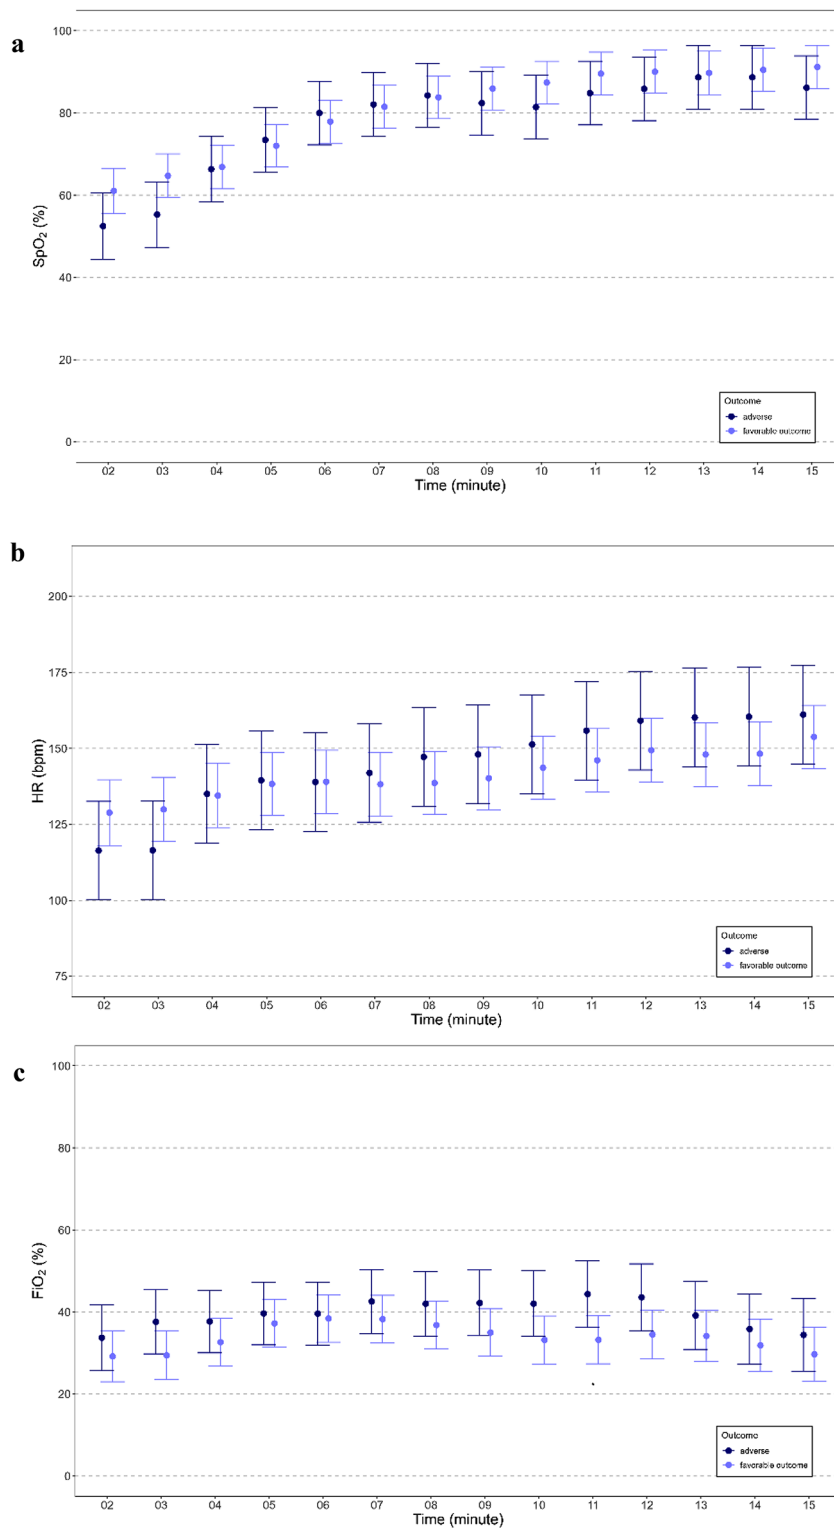 a
100
80
60
40
20
0
SpO2 (%)
Outcome
adverse
favorable outcome
02 03 04 05 06 07 08 09 10 11 12 13 14 15
Time (minute)
b
200
175
150
125
100
75
HR (bpm)
Outcome
adverse
favorable outcome
02 03 04 05 06 07 08 09 10 11 12 13 14 15
Time (minute)
c
100
80
60
40
20
0
FiO2 (%)
Outcome
adverse
favorable outcome
02 03 04 05 06 07 08 09 10 11 12 13 14 15
Time (minute)